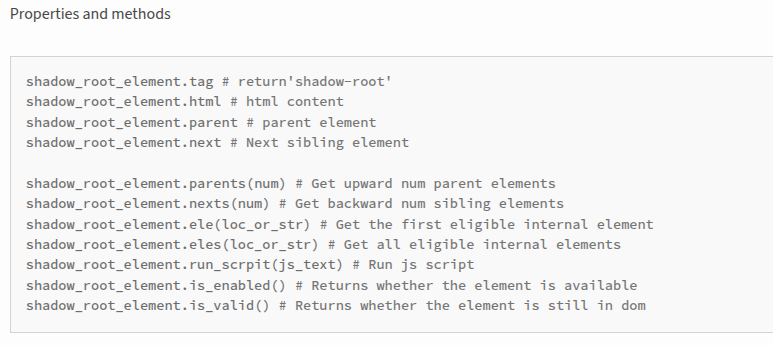 Properties and methods
shadow_root_element.tag # return'shadow-root'
shadow_root_element.html # html content
shadow_root_element.parent # parent element
shadow_root_element.next # Next sibling element
shadow_root_element.parents(num) # Get upward num parent elements
shadow_root_element.nexts(num) # Get backward num sibling elements
shadow_root_element.ele(loc_or_str) # Get the first eligible internal element
shadow_root_element.eles(loc_or_str) # Get all eligible internal elements
shadow_root_element.run_scrpit(js_text) # Run js script
shadow_root_element.is_enabled() # Returns whether the element is available
shadow_root_element.is_valid() # Returns whether the element is still in dom